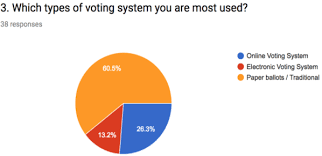 3. Which types of voting system you are most used?
38 responses
Online Voting System
Electronic Voting System
Paper ballots / Traditional
60.5%
13.2%
26.3%